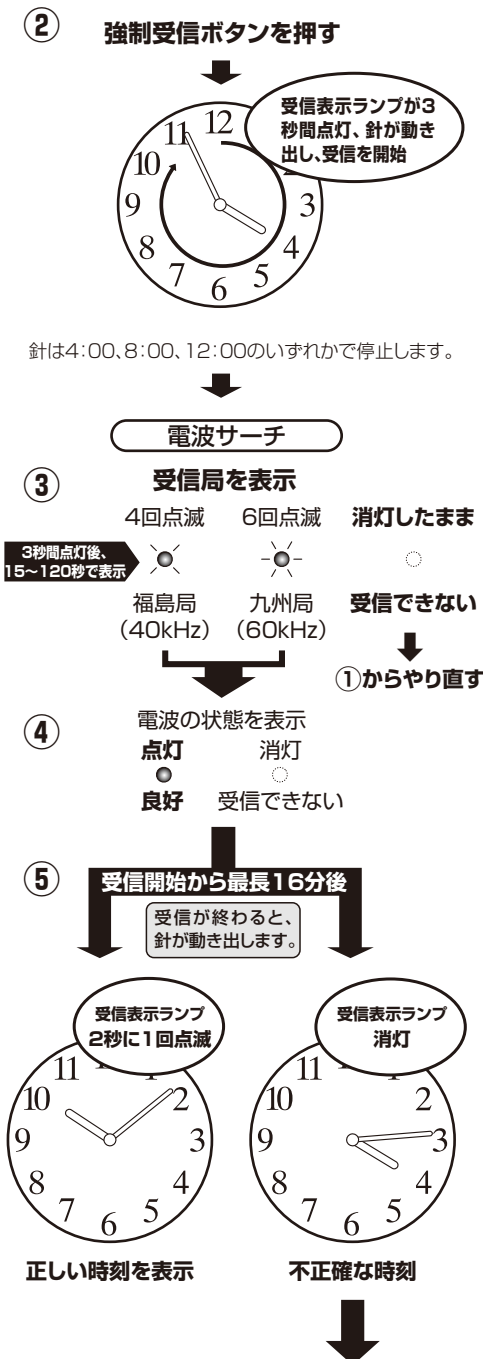 ②
強制受信ボタンを押す
受信表示ランプが3
秒間点灯、針が動き
出し、受信を開始
12
11
10
9
8
7
6
5
4
3
針は4:00、8:00、12:00のいずれかで停止します。
電波サーチ
③
受信局を表示
4回点滅 6回点滅 消灯したまま
3秒間点灯後、
15~120秒で表示
福島局 九州局 受信できない
(40kHz) (60kHz)
①からやり直す
④
電波の状態を表示
点灯 消灯
良好 受信できない
⑤
受信開始から最長16分後
受信が終わると、
針が動き出します。
受信表示ランプ
2秒に1回点滅
11
10
9
8
7
6
5
4
3
2
正しい時刻を表示
受信表示ランプ
消灯
11
10
9
8
7
6
5
4
3
2
不正確な時刻